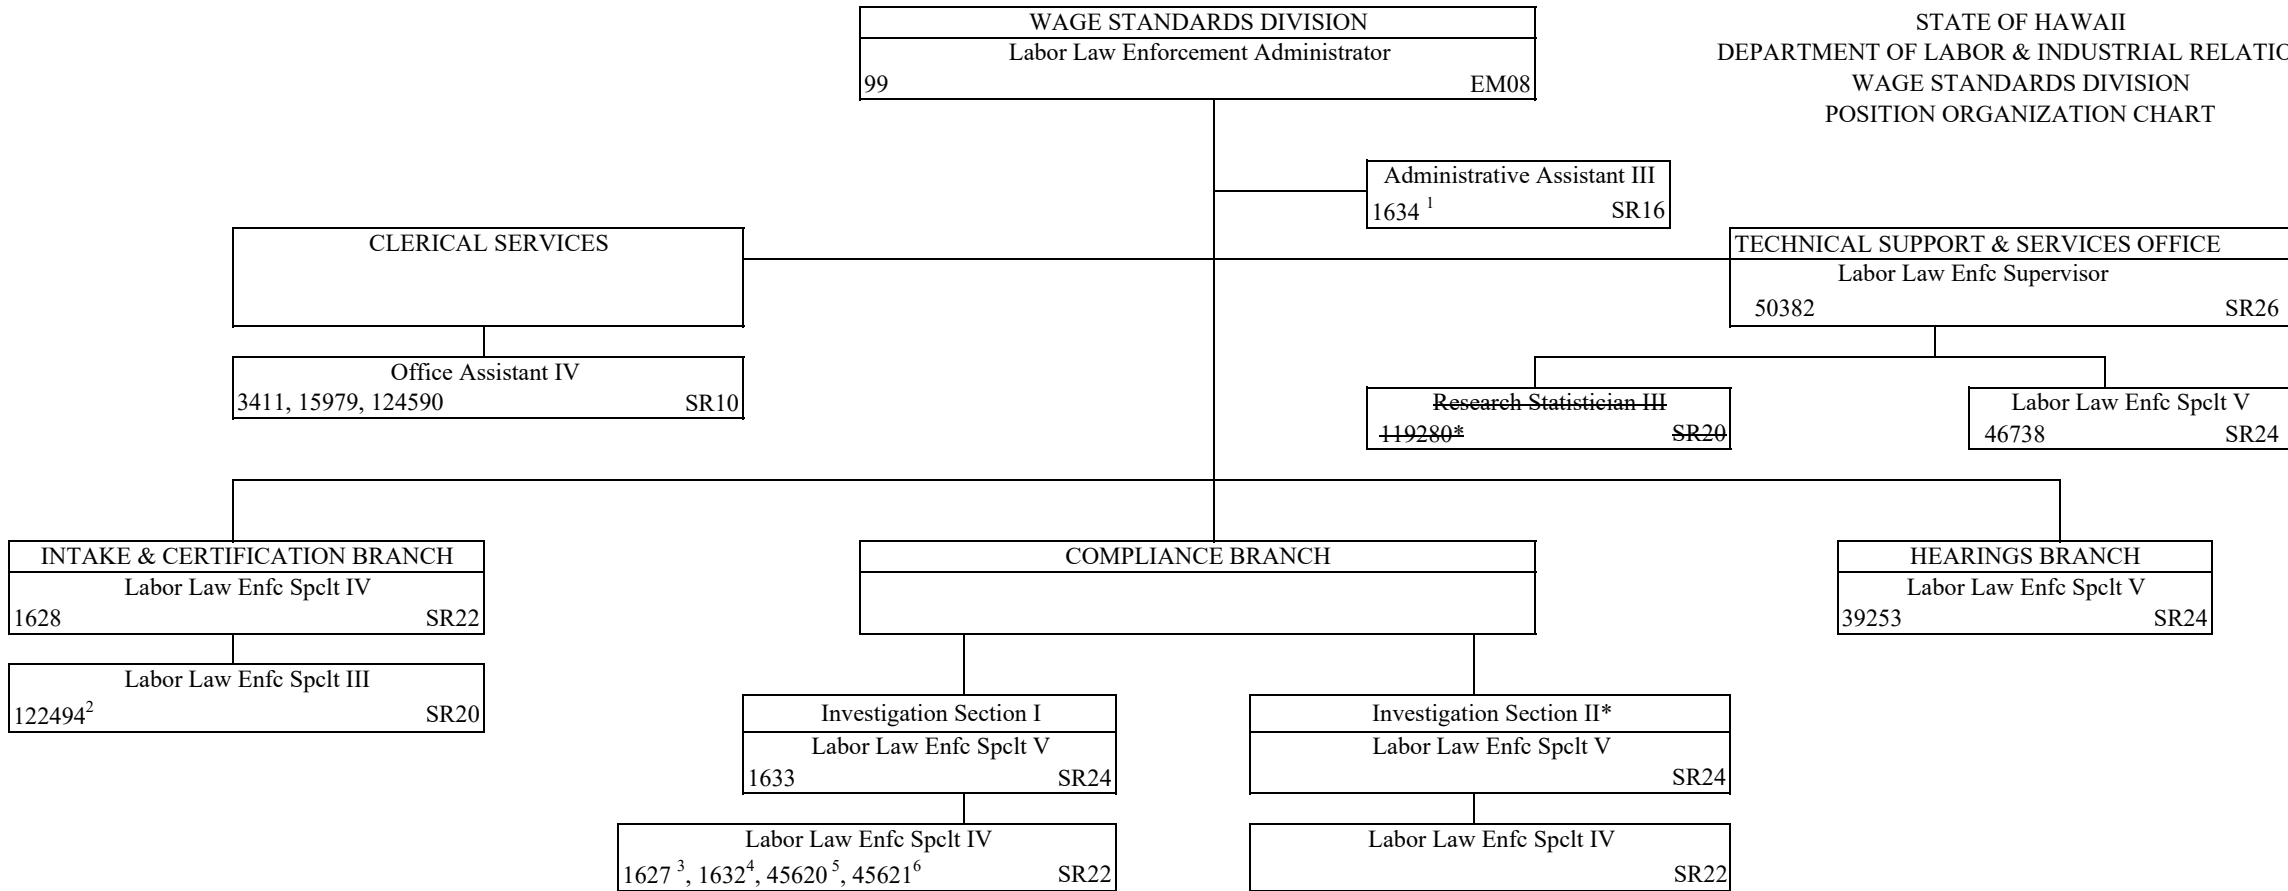 WAGE STANDARDS DIVISION
Labor Law Enforcement Administrator
99 EM08
STATE OF HAWAII
DEPARTMENT OF LABOR & INDUSTRIAL RELATIO
WAGE STANDARDS DIVISION
POSITION ORGANIZATION CHART
Administrative Assistant III
1634 ¹ SR16
CLERICAL SERVICES
TECHNICAL SUPPORT & SERVICES OFFICE
Labor Law Enfc Supervisor
50382 SR26
Office Assistant IV
3411, 15979, 124590 SR10
Research Statistician III
119280* SR20
Labor Law Enfc Spclt V
46738 SR24
INTAKE & CERTIFICATION BRANCH
Labor Law Enfc Spclt IV
1628 SR22
Labor Law Enfc Spclt III
122494² SR20
COMPLIANCE BRANCH
Investigation Section I
Labor Law Enfc Spclt V
1633 SR24
Labor Law Enfc Spclt IV
1627 ³, 1632⁴, 45620 ⁵, 45621⁶ SR22
Investigation Section II*
Labor Law Enfc Spclt V
SR24
Labor Law Enfc Spclt IV
SR22
HEARINGS BRANCH
Labor Law Enfc Spclt V
39253 SR24